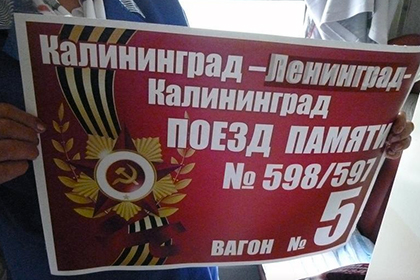 Калининград–Ленинград-
Калининград
ПОЕЗД ПАМЯТИ
№ 598/597
ВАГОН № 5